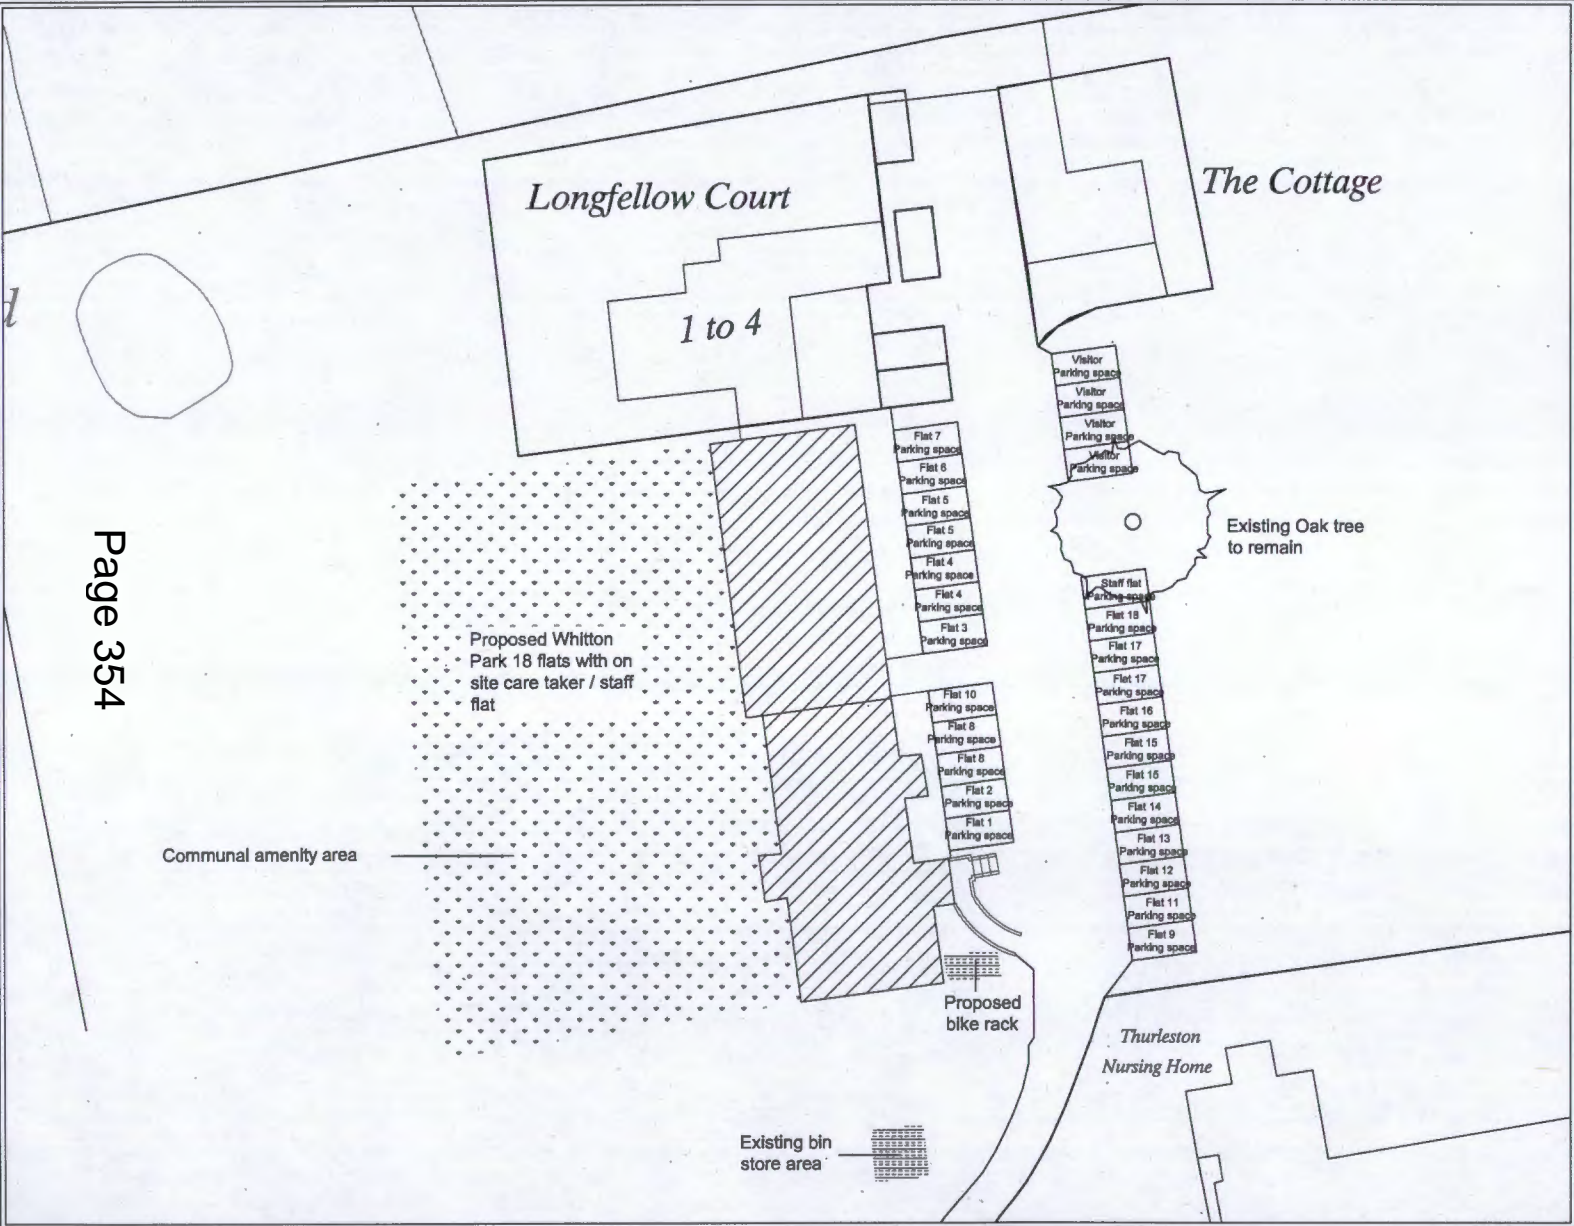 Longfellow Court
The Cottage
d
1 to 4
Visitor
Parking space
Visitor
Parking space
Visitor
Parking space
Visitor
Parking space
Flat 7
Parking space
Flat 6
Parking space
Flat 5
Parking space
Flat 5
Parking space
Flat 4
Parking space
Flat 4
Parking space
Flat 3
Parking space
Existing Oak tree
to remain
Page 354
Proposed Whitton
Park 18 flats with on
site care taker / staff
flat
Staff flat
Parking space
Flat 18
Parking space
Flat 17
Parking space
Flat 17
Parking space
Flat 16
Parking space
Flat 15
Parking space
Flat 15
Parking space
Flat 14
Parking space
Flat 13
Parking space
Flat 12
Parking space
Flat 11
Parking space
Flat 9
Parking space
Flat 10
Parking space
Flat 8
Parking space
Flat 8
Parking space
Flat 2
Parking space
Flat 1
Parking space
Communal amenity area
Proposed
bike rack
Thurleston
Nursing Home
Existing bin
store area